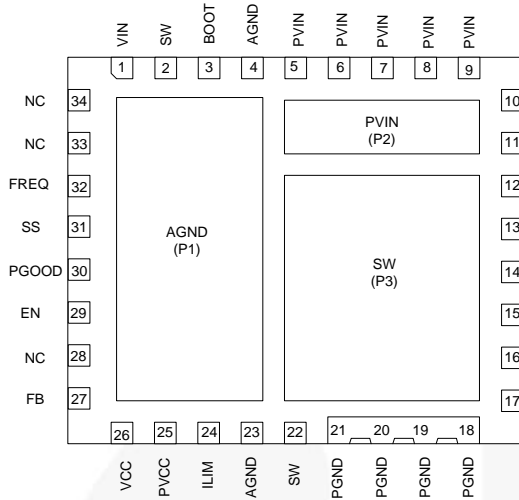 VIN SW BOOT AGND PVIN PVIN PVIN PVIN PVIN
1 2 3 4 5 6 7 8 9
NC 34
NC 33
FREQ 32
SS 31
PGOOD 30
EN 29
NC 28
FB 27
AGND
(P1)
PVIN
(P2)
SW
(P3)
10
11
12
13
14
15
16
17
26 25 24 23 22 21 20 19 18
VCC PVCC ILIM AGND SW PGND PGND PGND PGND